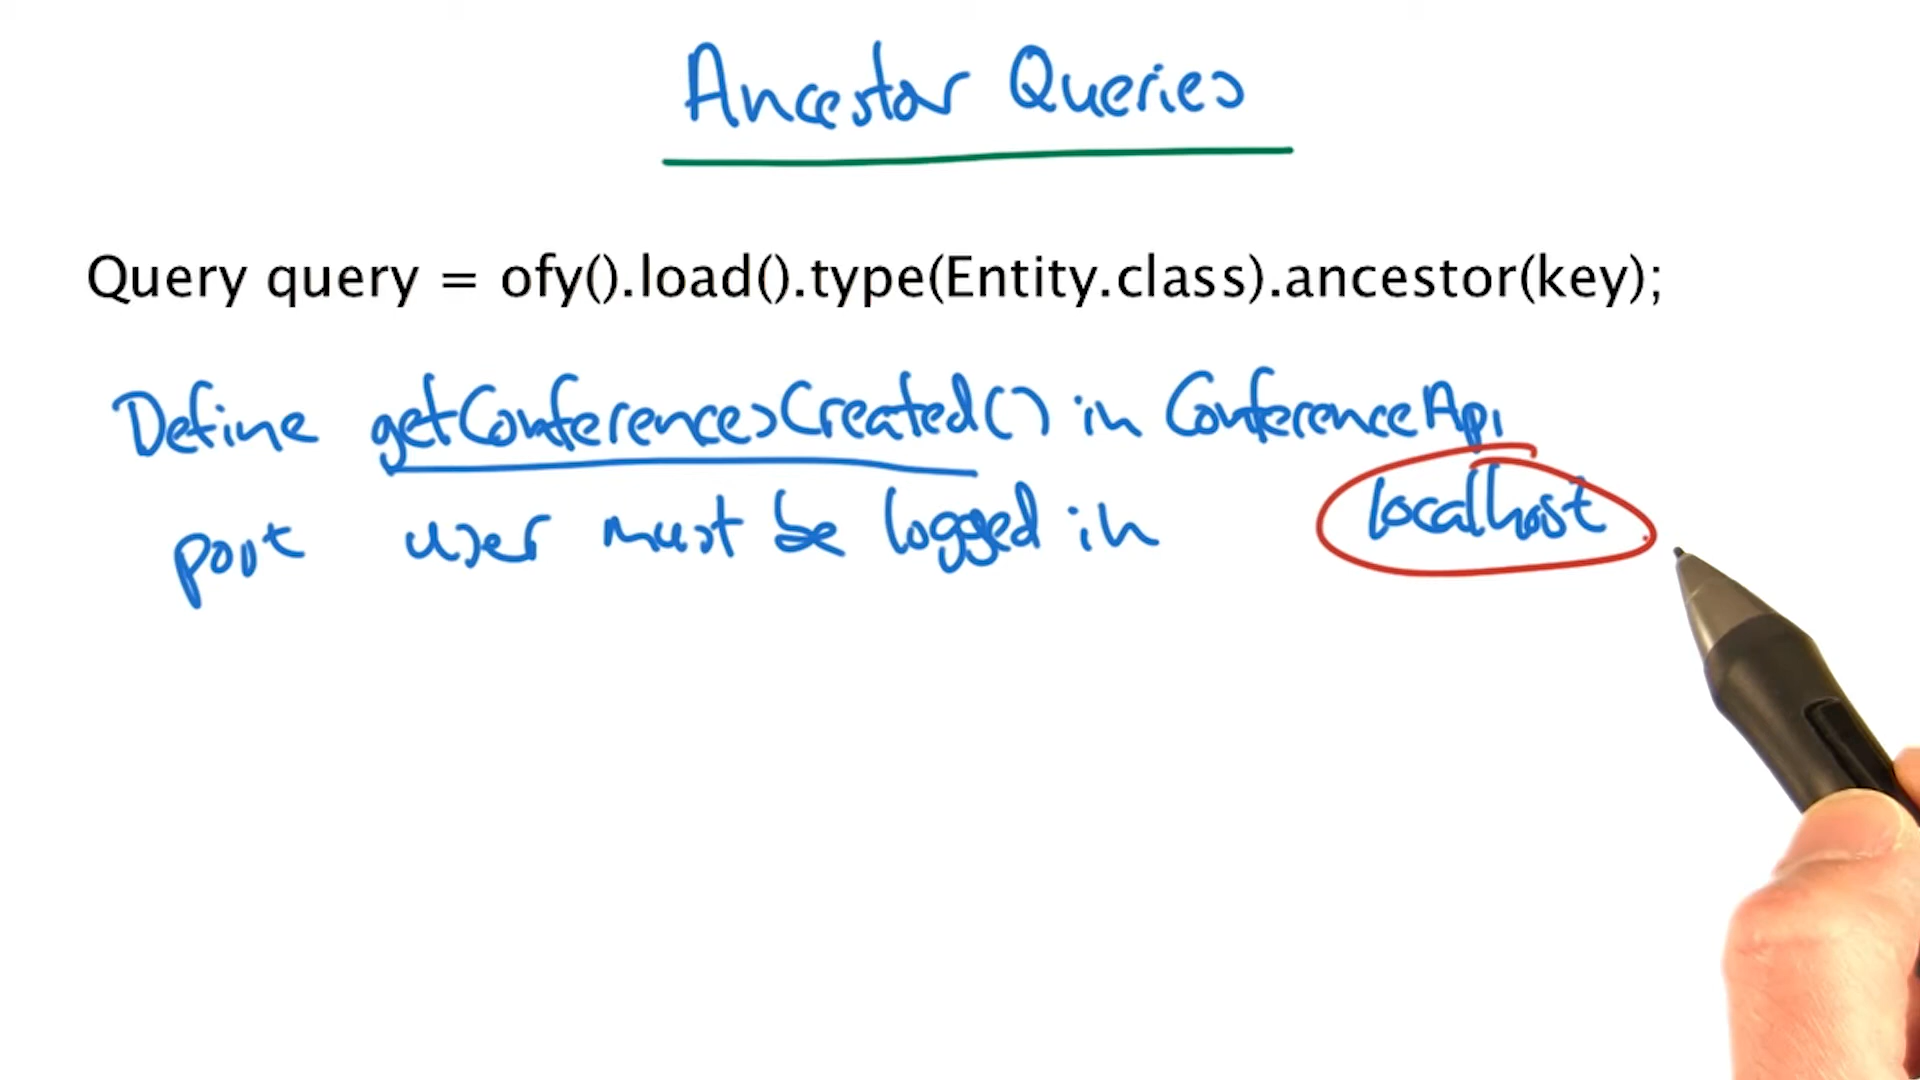 Ancestor Queries
Query query = ofy().load().type(Entity.class).ancestor(key);
Define getConferencesCreated() in ConferenceApi
post user must be logged in localhost